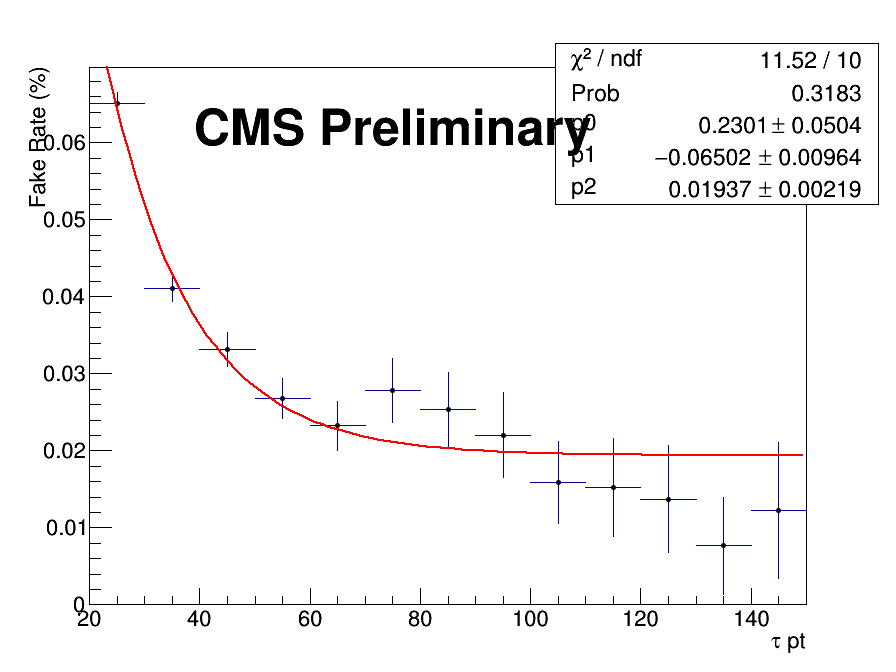 χ² / ndf 11.52 / 10
Prob 0.3183
p0 0.2301 ± 0.0504
p1 −0.06502 ± 0.00964
p2 0.01937 ± 0.00219
CMS Preliminary
Fake Rate (%)
0.06
0.05
0.04
0.03
0.02
0.01
0
20 40 60 80 100 120 140
τ pt